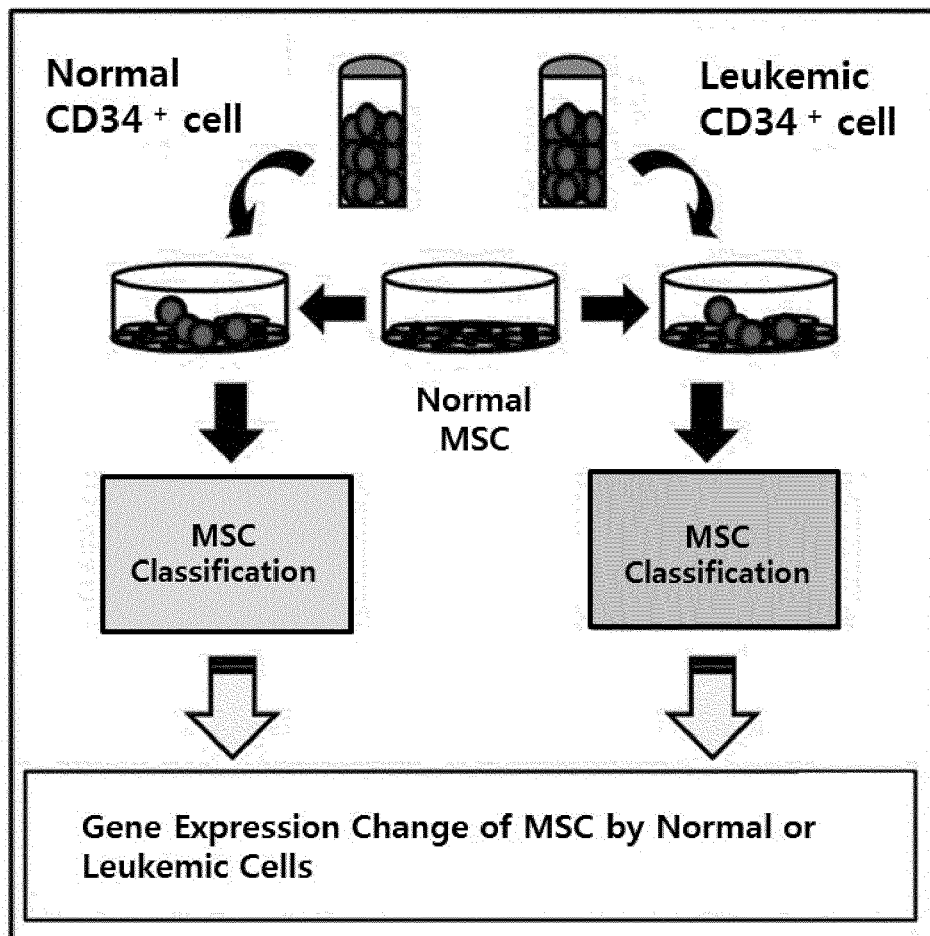 Normal
CD34 + cell
Leukemic
CD34 + cell
Normal
MSC
MSC
Classification
MSC
Classification
Gene Expression Change of MSC by Normal or
Leukemic Cells